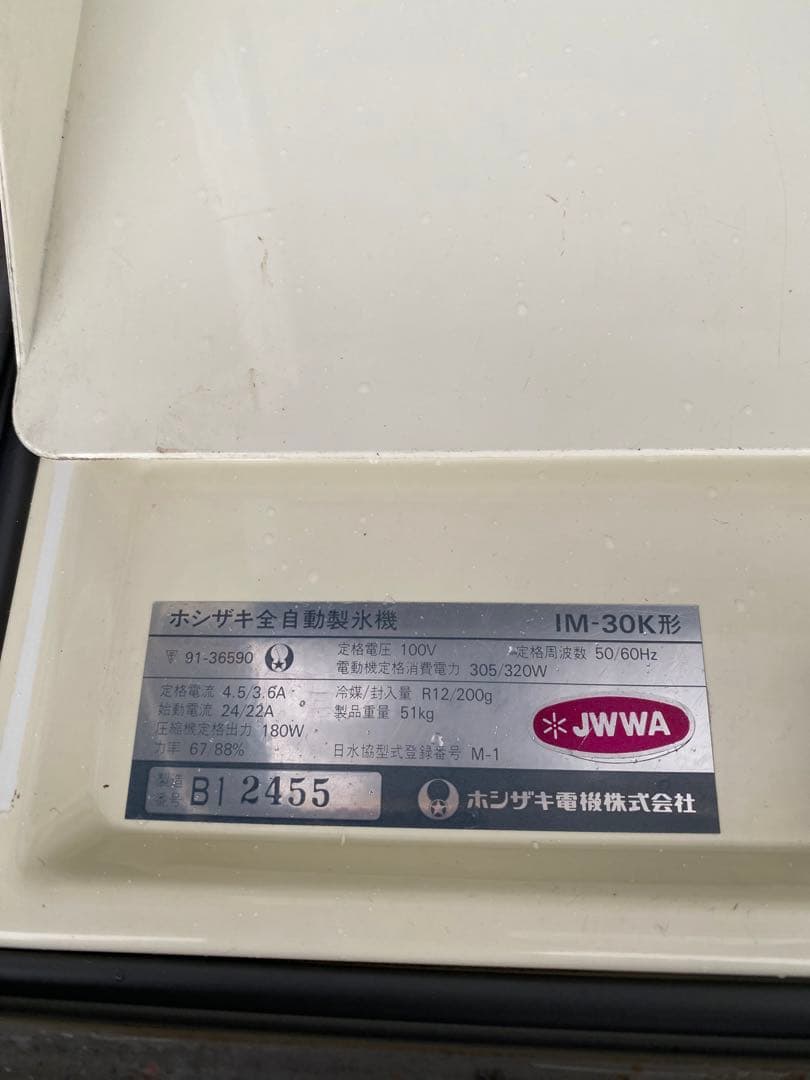 ホシザキ全自動製氷機 IM-30K形
〒 91-36590 定格電圧 100V 定格周波数 50/60Hz
電動機定格消費電力 305/320W
定格電流 4.5/3.6A 冷媒/封入量 R12/200g
始動電流 24/22A 製品重量 51kg
圧縮機定格出力 180W
力率 67.88% 日水協型式登録番号 M-1
JWWA
製造番号 B12455
ホシザキ電機株式会社